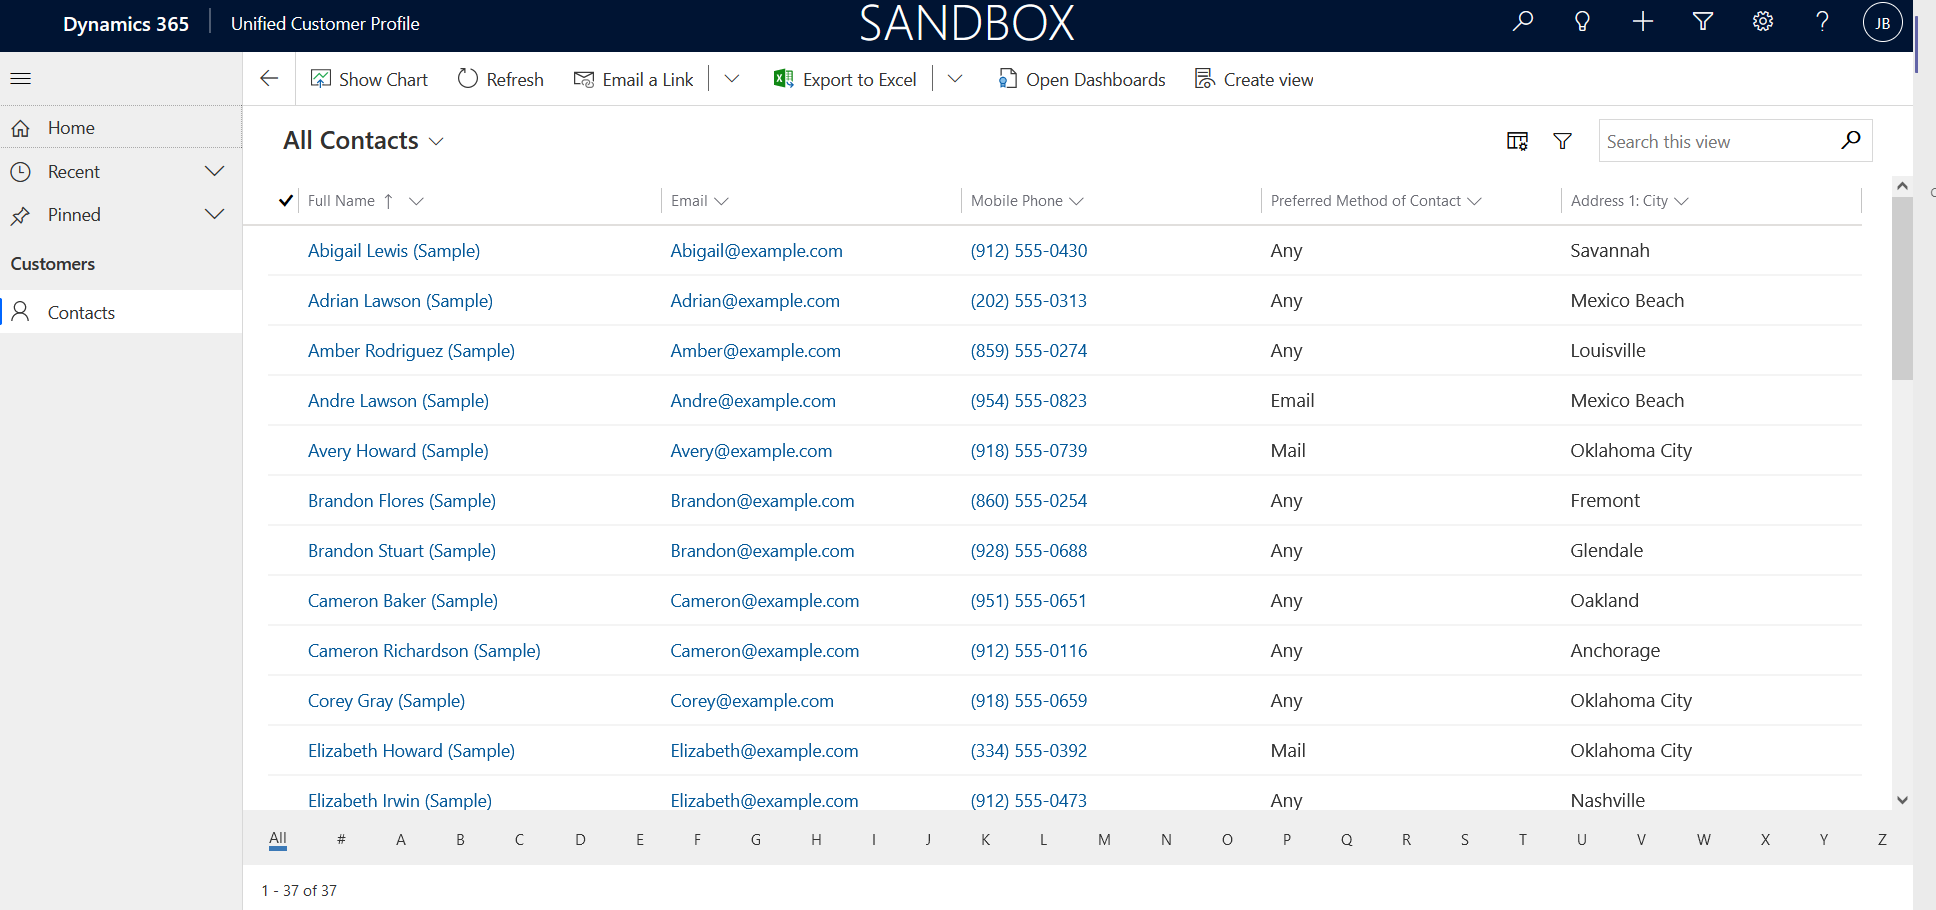 Dynamics 365 Unified Customer Profile SANDBOX JB
Show Chart Refresh Email a Link Export to Excel Open Dashboards Create view
Home
Recent
Pinned
Customers
Contacts
All Contacts Search this view
Full Name Email Mobile Phone Preferred Method of Contact Address 1: City
Abigail Lewis (Sample) Abigail@example.com (912) 555-0430 Any Savannah
Adrian Lawson (Sample) Adrian@example.com (202) 555-0313 Any Mexico Beach
Amber Rodriguez (Sample) Amber@example.com (859) 555-0274 Any Louisville
Andre Lawson (Sample) Andre@example.com (954) 555-0823 Email Mexico Beach
Avery Howard (Sample) Avery@example.com (918) 555-0739 Mail Oklahoma City
Brandon Flores (Sample) Brandon@example.com (860) 555-0254 Any Fremont
Brandon Stuart (Sample) Brandon@example.com (928) 555-0688 Any Glendale
Cameron Baker (Sample) Cameron@example.com (951) 555-0651 Any Oakland
Cameron Richardson (Sample) Cameron@example.com (912) 555-0116 Any Anchorage
Corey Gray (Sample) Corey@example.com (918) 555-0659 Any Oklahoma City
Elizabeth Howard (Sample) Elizabeth@example.com (334) 555-0392 Mail Oklahoma City
Elizabeth Irwin (Sample) Elizabeth@example.com (912) 555-0473 Any Nashville
All # A B C D E F G H I J K L M N O P Q R S T U V W X Y Z
1 - 37 of 37